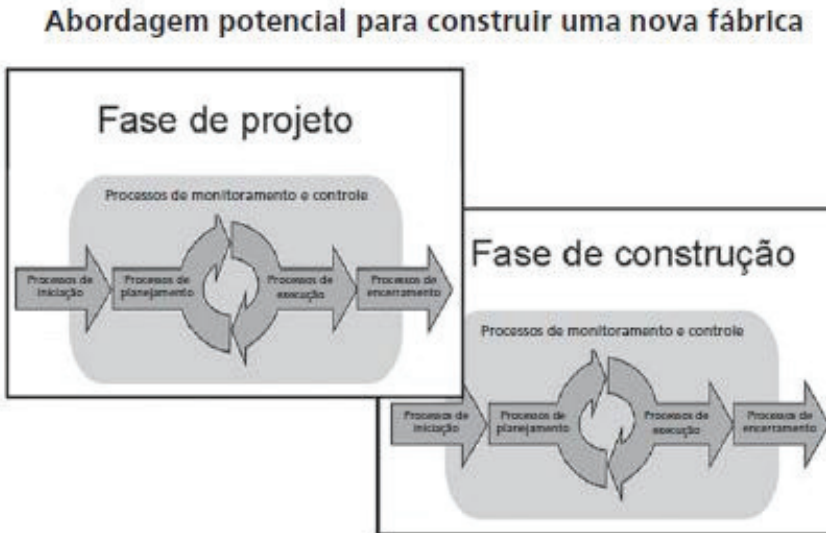 Abordagem potencial para construir uma nova fábrica
Fase de projeto
Processos de monitoramento e controle
Processos de
iniciação
Processos de
planejamento
Processos de
execução
Processos de
encerramento
Fase de construção
Processos de monitoramento e controle
Processos de
iniciação
Processos de
planejamento
Processos de
execução
Processos de
encerramento